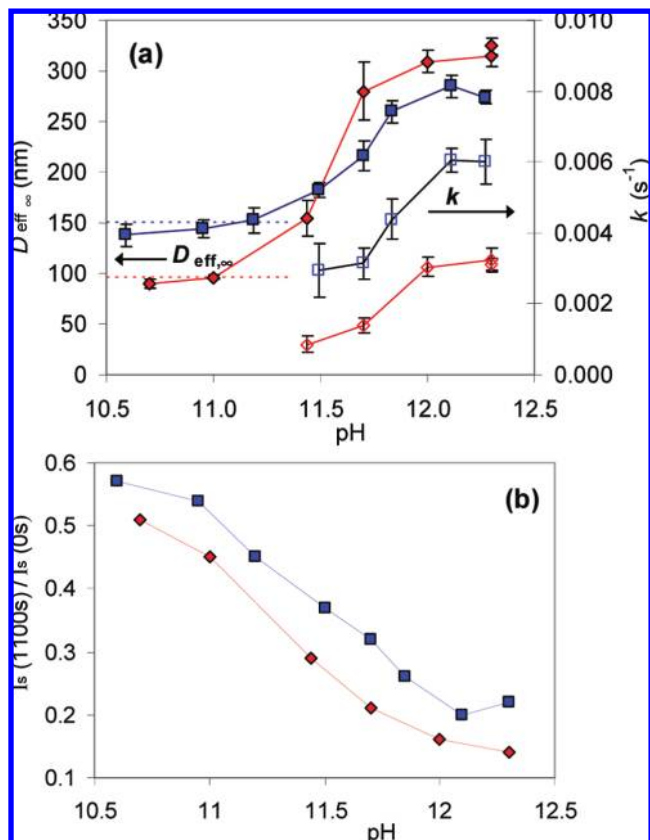 (a)
350
300
250
200
150
100
50
0
D eff ∞ (nm)
0.010
0.008
0.006
0.004
0.002
0.000
k (s⁻¹)
k
D eff,∞
10.5 11.0 11.5 12.0 12.5
pH
(b)
0.6
0.5
0.4
0.3
0.2
0.1
Is (1100s) / Is (0s)
10.5 11 11.5 12 12.5
pH